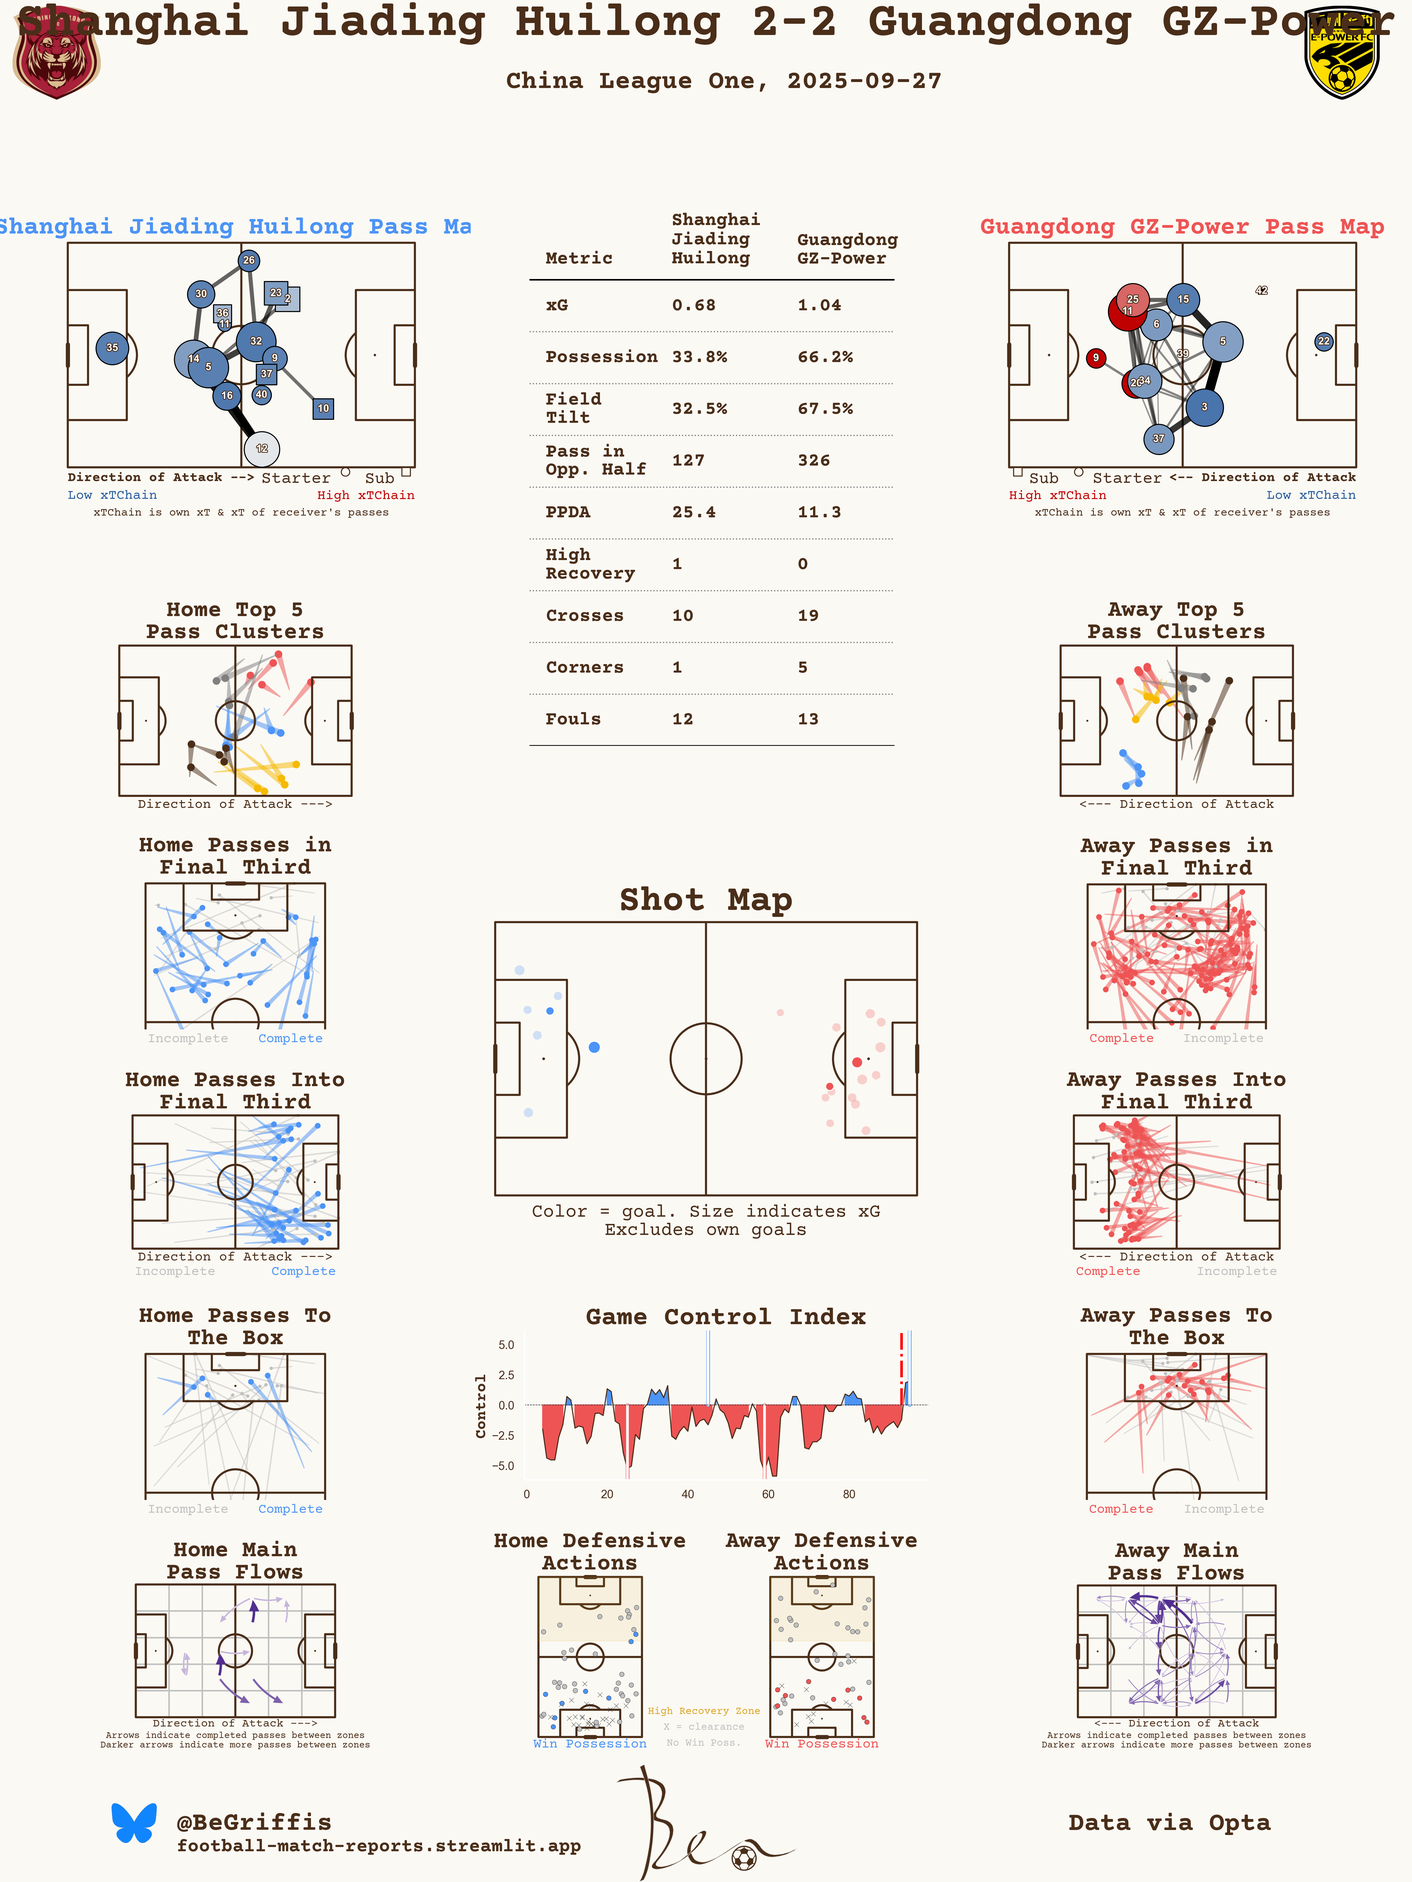 Shanghai Jiading Huilong 2-2 Guangdong GZ-Power
E-POWER FC
China League One, 2025-09-27
Shanghai Jiading Huilong Pass Ma
26
30
23
2
36
11
32
35
14
5
9
37
16
40
10
12
Direction of Attack --> Starter Sub
Low xTChain High xTChain
xTChain is own xT & xT of receiver's passes
Metric Shanghai Jiading Huilong Guangdong GZ-Power
xG 0.68 1.04
Possession 33.8% 66.2%
Field Tilt 32.5% 67.5%
Pass in Opp. Half 127 326
PPDA 25.4 11.3
High Recovery 1 0
Crosses 10 19
Corners 1 5
Fouls 12 13
Guangdong GZ-Power Pass Map
42
25
15
11
6
5
22
39
9
34
3
37
Sub Starter <-- Direction of Attack
High xTChain Low xTChain
xTChain is own xT & xT of receiver's passes
Home Top 5
Pass Clusters
Direction of Attack --->
Away Top 5
Pass Clusters
<--- Direction of Attack
Home Passes in
Final Third
Incomplete Complete
Away Passes in
Final Third
Complete Incomplete
Shot Map
Color = goal. Size indicates xG
Excludes own goals
Home Passes Into
Final Third
Direction of Attack --->
Incomplete Complete
Away Passes Into
Final Third
<--- Direction of Attack
Complete Incomplete
Home Passes To
The Box
Incomplete Complete
Game Control Index
Control
5.0
2.5
0.0
−2.5
−5.0
0 20 40 60 80
Away Passes To
The Box
Complete Incomplete
Home Main
Pass Flows
Direction of Attack --->
Arrows indicate completed passes between zones
Darker arrows indicate more passes between zones
Home Defensive
Actions
Win Possession
High Recovery Zone
X = clearance
No Win Poss.
Away Defensive
Actions
Win Possession
Away Main
Pass Flows
<--- Direction of Attack
Arrows indicate completed passes between zones
Darker arrows indicate more passes between zones
@BeGriffis
football-match-reports.streamlit.app
Ben
Data via Opta